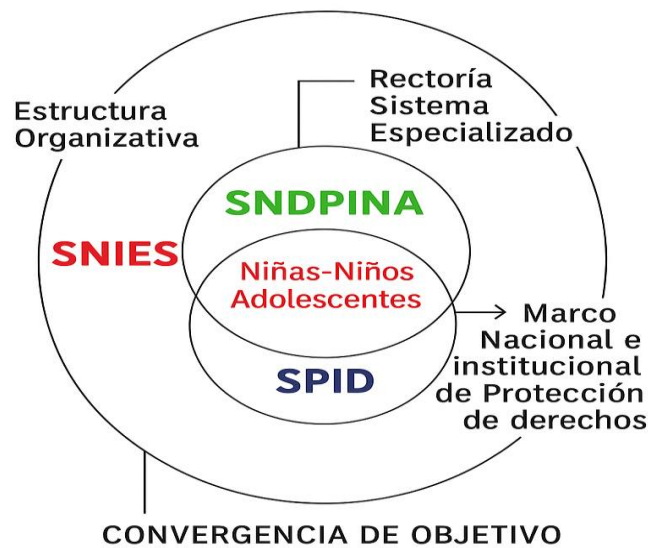 Rectoría
Sistema
Especializado
Estructura
Organizativa
SNDPINA
SNIES
Niñas-Niños
Adolescentes
Marco
Nacional e
institucional
de Protección
de derechos
SPID
CONVERGENCIA DE OBJETIVO